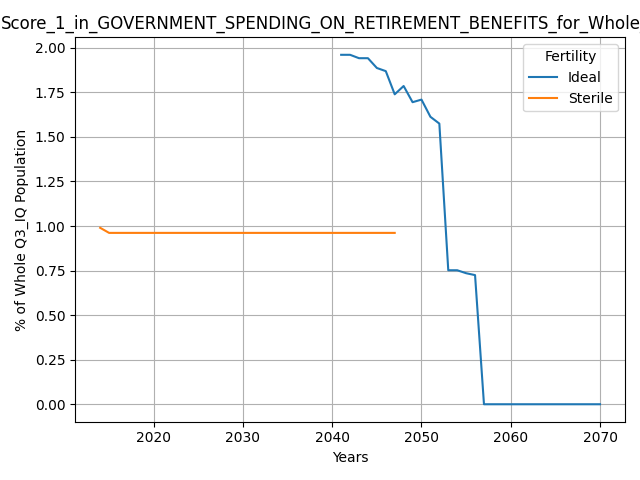 Score_1_in_GOVERNMENT_SPENDING_ON_RETIREMENT_BENEFITS_for_Whole
Fertility
Ideal
Sterile
2.00
1.75
1.50
1.25
1.00
0.75
0.50
0.25
0.00
% of Whole Q3_IQ Population
2020 2030 2040 2050 2060 2070
Years